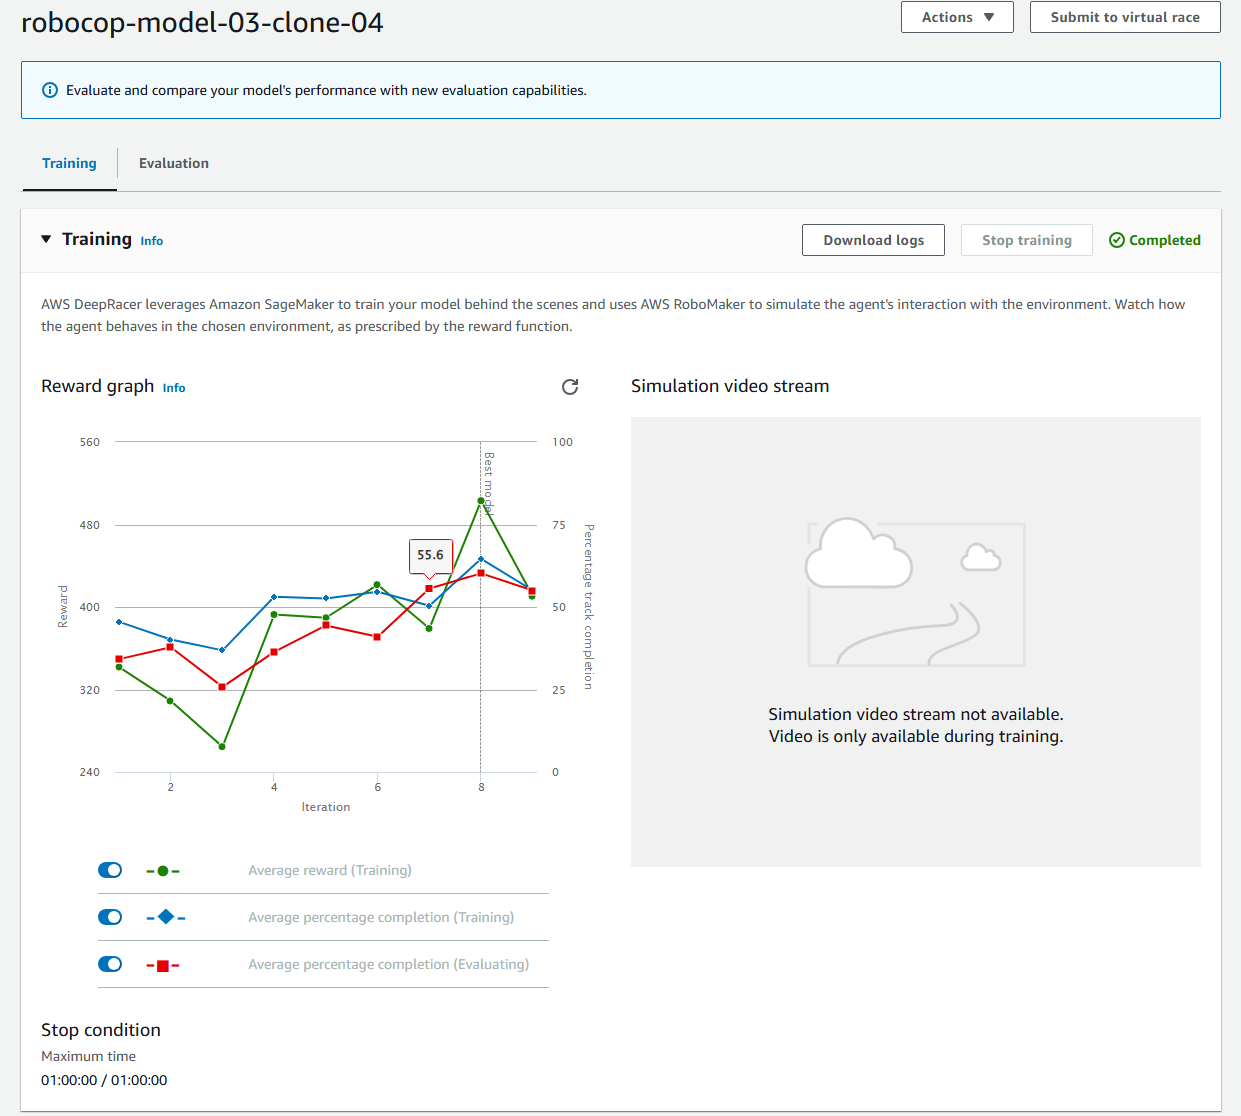 robocop-model-03-clone-04
Actions
Submit to virtual race
Evaluate and compare your model's performance with new evaluation capabilities.
Training
Evaluation
Training Info
Download logs
Stop training
Completed
AWS DeepRacer leverages Amazon SageMaker to train your model behind the scenes and uses AWS RoboMaker to simulate the agent's interaction with the environment. Watch how
the agent behaves in the chosen environment, as prescribed by the reward function.
Reward graph Info
560
480
400
320
240
Reward
100
75
50
25
0
Percentage track completion
Best model
55.6
2
4
6
8
Iteration
Average reward (Training)
Average percentage completion (Training)
Average percentage completion (Evaluating)
Simulation video stream
Simulation video stream not available.
Video is only available during training.
Stop condition
Maximum time
01:00:00 / 01:00:00